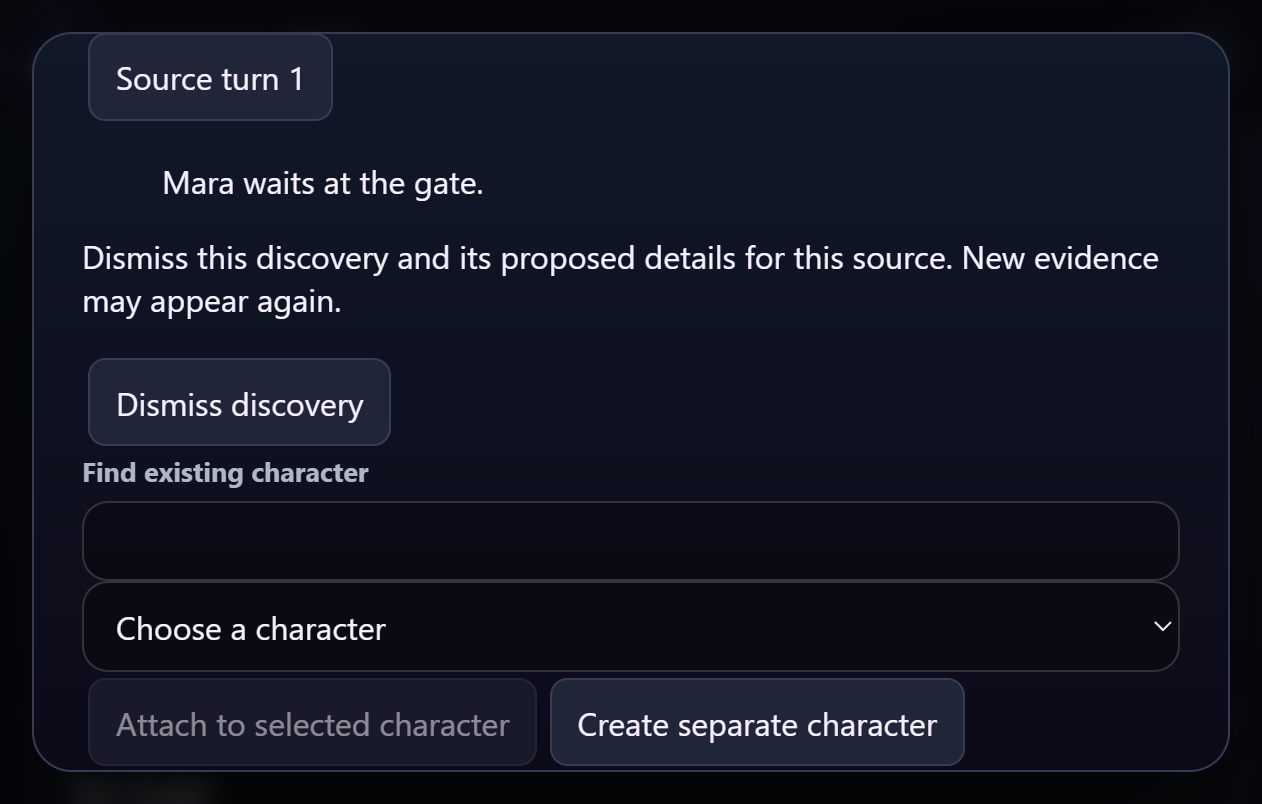 Source turn 1
Mara waits at the gate.
Dismiss this discovery and its proposed details for this source. New evidence
may appear again.
Dismiss discovery
Find existing character
Choose a character
Attach to selected character
Create separate character